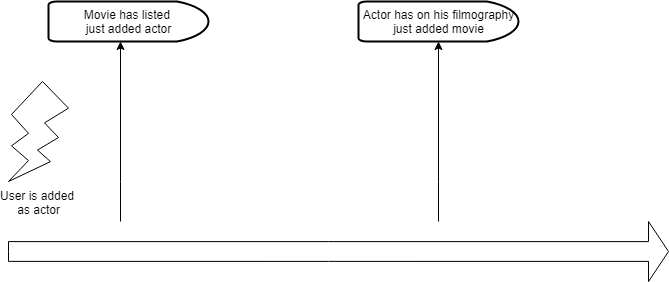 Movie has listed
just added actor
Actor has on his filmography
just added movie
User is added
as actor